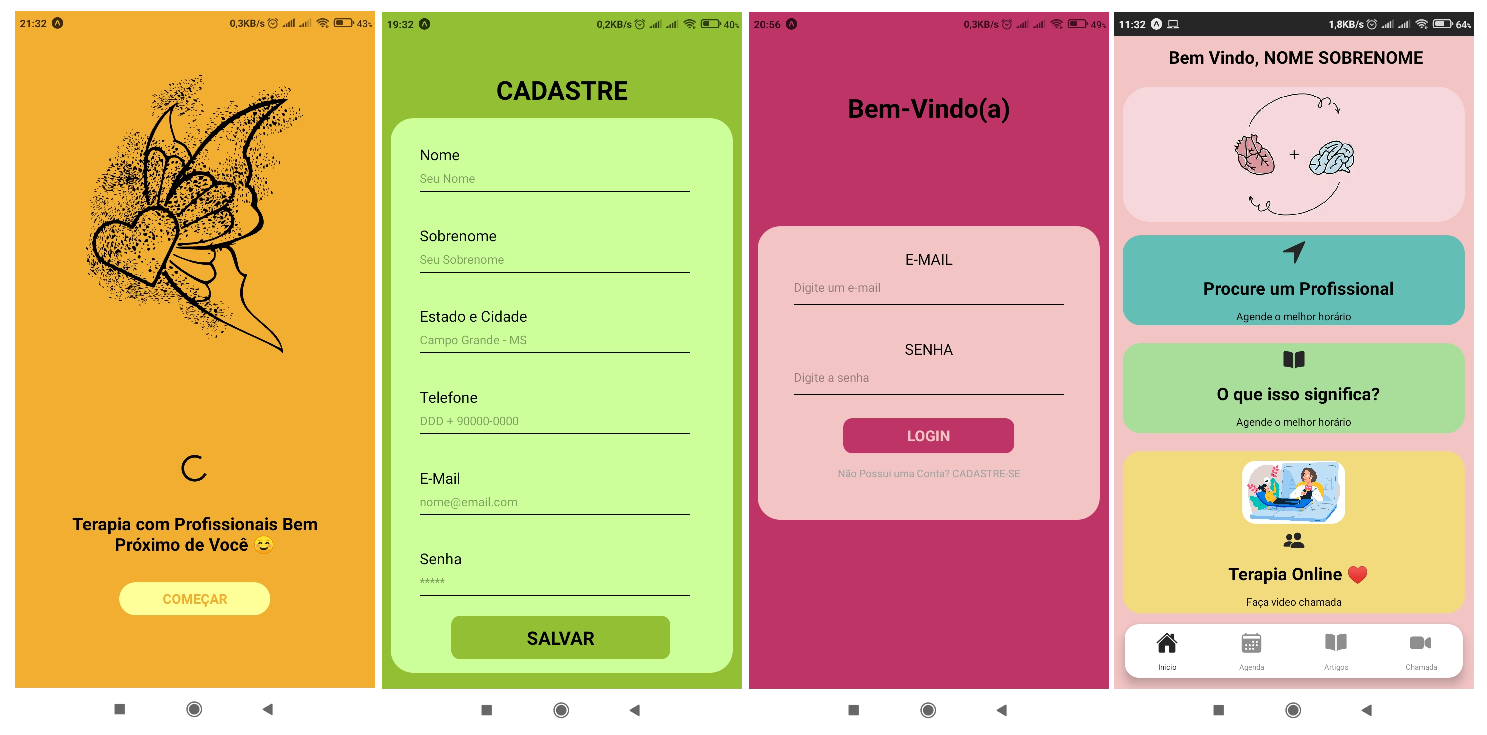 21:32 0,3KB/s 43%
Terapia com Profissionais Bem
Próximo de Você 😊
COMEÇAR
19:32 0,2KB/s 40%
CADASTRE
Nome
Seu Nome
Sobrenome
Seu Sobrenome
Estado e Cidade
Campo Grande - MS
Telefone
DDD + 90000-0000
E-Mail
nome@email.com
Senha
*****
SALVAR
20:56 0,3KB/s 49%
Bem-Vindo(a)
E-MAIL
Digite um e-mail
SENHA
Digite a senha
LOGIN
Não Possui uma Conta? CADASTRE-SE
11:32 1,8KB/s 64%
Bem Vindo, NOME SOBRENOME
+
Procure um Profissional
Agende o melhor horário
O que isso significa?
Agende o melhor horário
Terapia Online ❤️
Faça video chamada
Inicio Agenda Artigos Chamada